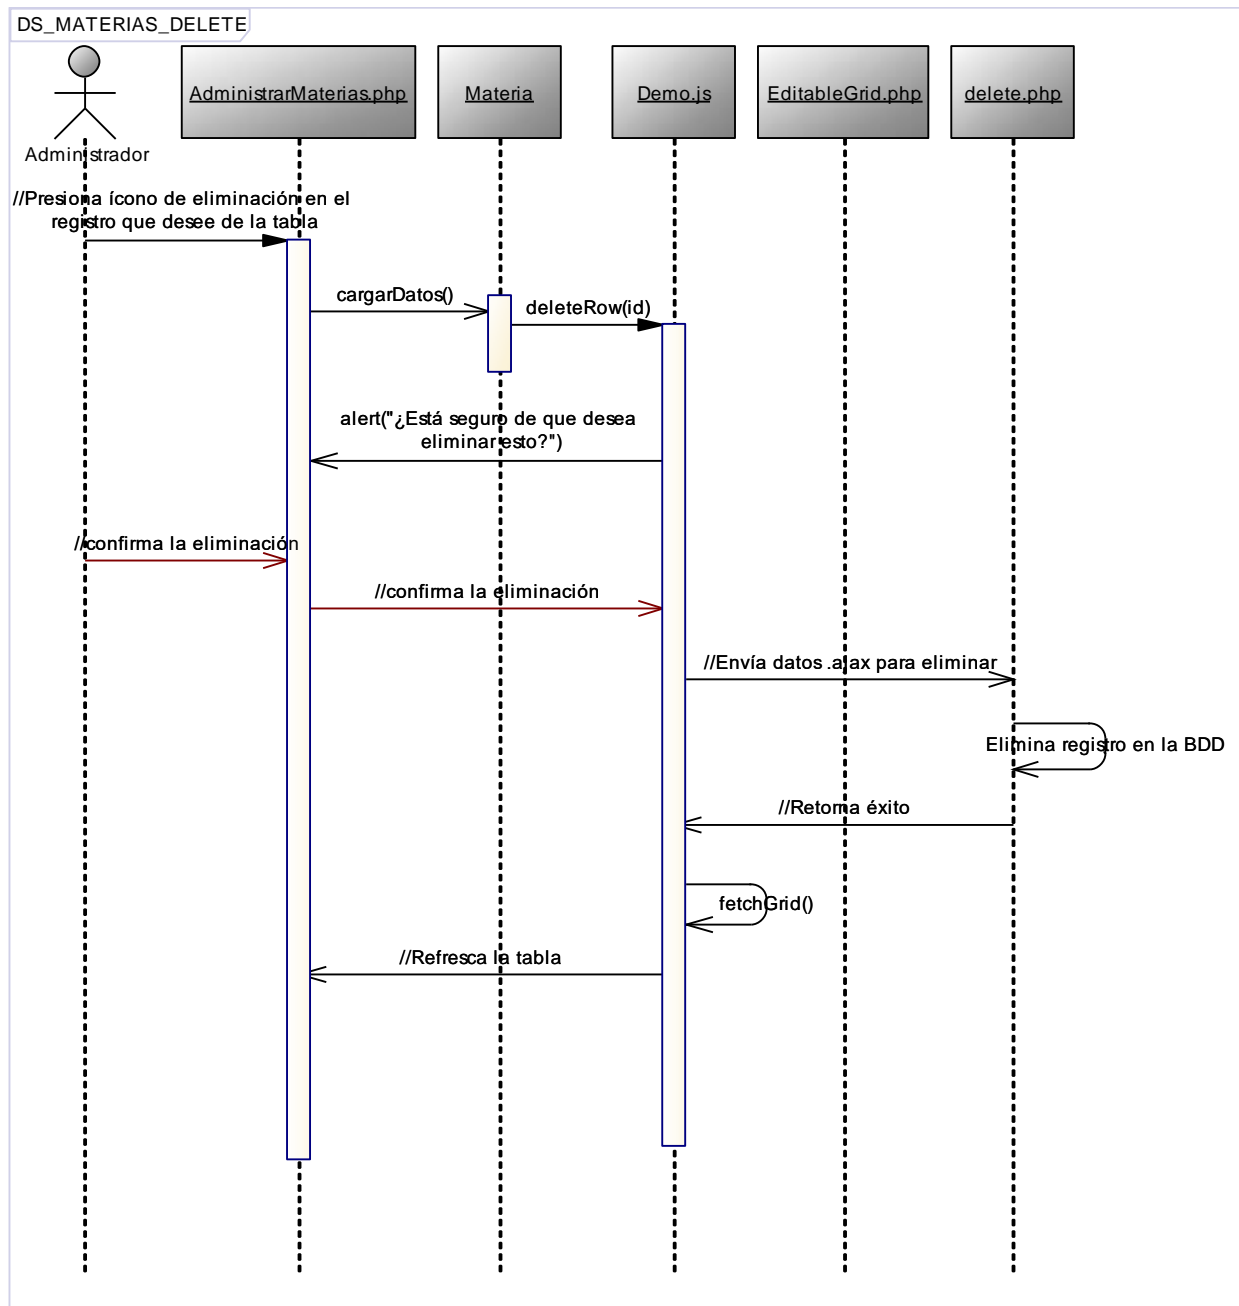 DS_MATERIAS_DELETE
AdministrarMaterias.php
Materia
Demo.js
EditableGrid.php
delete.php
Administrador
//Presiona ícono de eliminación en el
registro que desee de la tabla
cargarDatos()
deleteRow(id)
alert("¿Está seguro de que desea
eliminar esto?")
//confirma la eliminación
//confirma la eliminación
//Envía datos .ajax para eliminar
Elimina registro en la BDD
//Retorna éxito
fetchGrid()
//Refresca la tabla